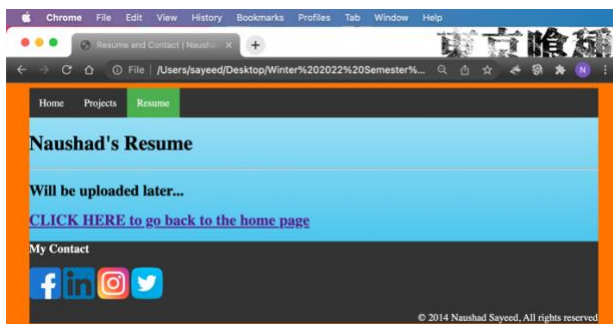 Chrome File Edit View History Bookmarks Profiles Tab Window Help
Resume and Contact | Naushad
File /Users/sayeed/Desktop/Winter%202022%20Semester%...
N
Home Projects Resume
Naushad's Resume
Will be uploaded later...
CLICK HERE to go back to the home page
My Contact
f in
© 2014 Naushad Sayeed, All rights reserved